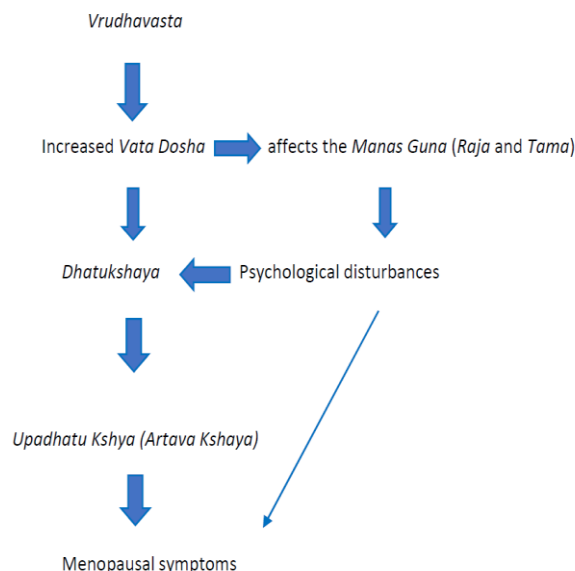 Vrudhavasta
Increased Vata Dosha
affects the Manas Guna (Raja and Tama)
Dhatukshaya
Psychological disturbances
Upadhatu Kshya (Artava Kshaya)
Menopausal symptoms